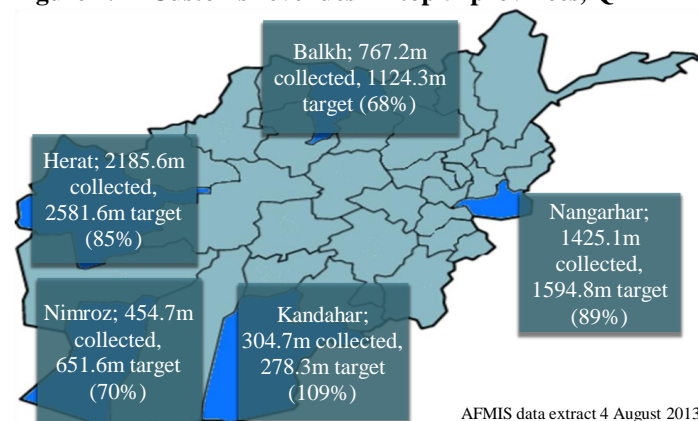 Balkh; 767.2m
collected, 1124.3m
target (68%)
Herat; 2185.6m
collected,
2581.6m target
(85%)
Nangarhar;
1425.1m
collected,
1594.8m target
(89%)
Nimroz; 454.7m
collected,
651.6m target
(70%)
Kandahar;
304.7m collected,
278.3m target
(109%)
AFMIS data extract 4 August 2013